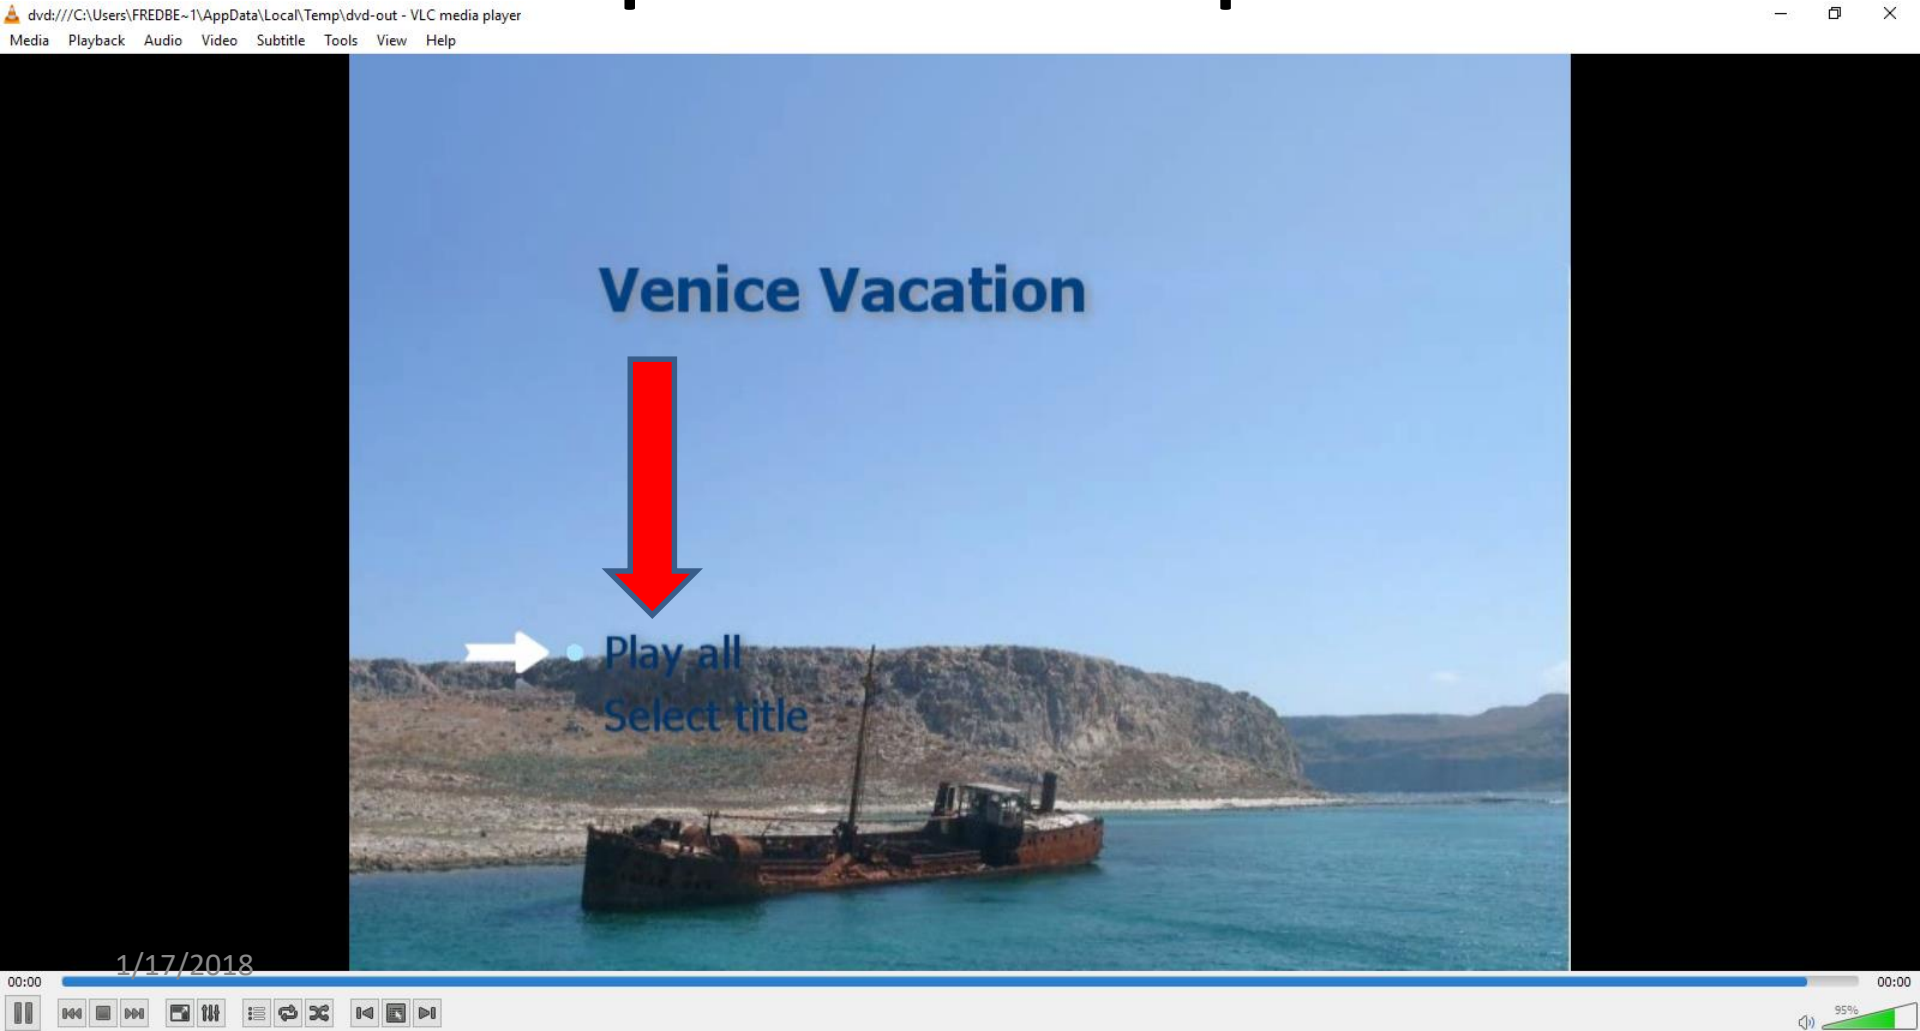 dvd:///C:\Users\FREDBE~1\AppData\Local\Temp\dvd-out - VLC media player
Media Playback Audio Video Subtitle Tools View Help
Venice Vacation
Play all
Select title
1/17/2018
00:00 00:00
95%